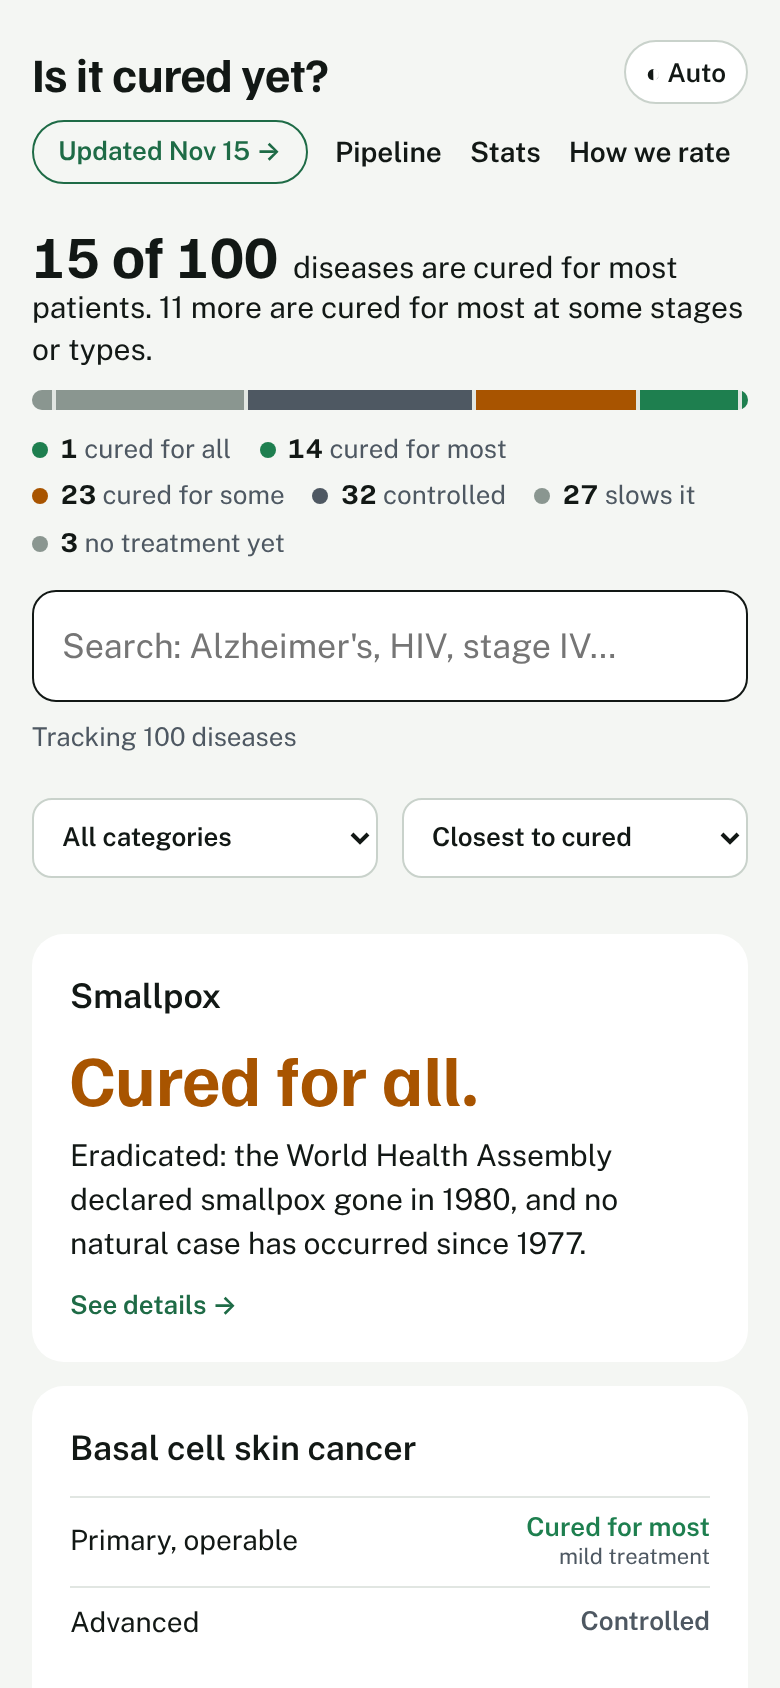 Is it cured yet?
Auto
Updated Nov 15 →
Pipeline
Stats
How we rate
15 of 100 diseases are cured for most
patients. 11 more are cured for most at some stages
or types.
1 cured for all
14 cured for most
23 cured for some
32 controlled
27 slows it
3 no treatment yet
Search: Alzheimer's, HIV, stage IV...
Tracking 100 diseases
All categories
Closest to cured
Smallpox
Cured for all.
Eradicated: the World Health Assembly
declared smallpox gone in 1980, and no
natural case has occurred since 1977.
See details →
Basal cell skin cancer
Primary, operable
Cured for most
mild treatment
Advanced
Controlled